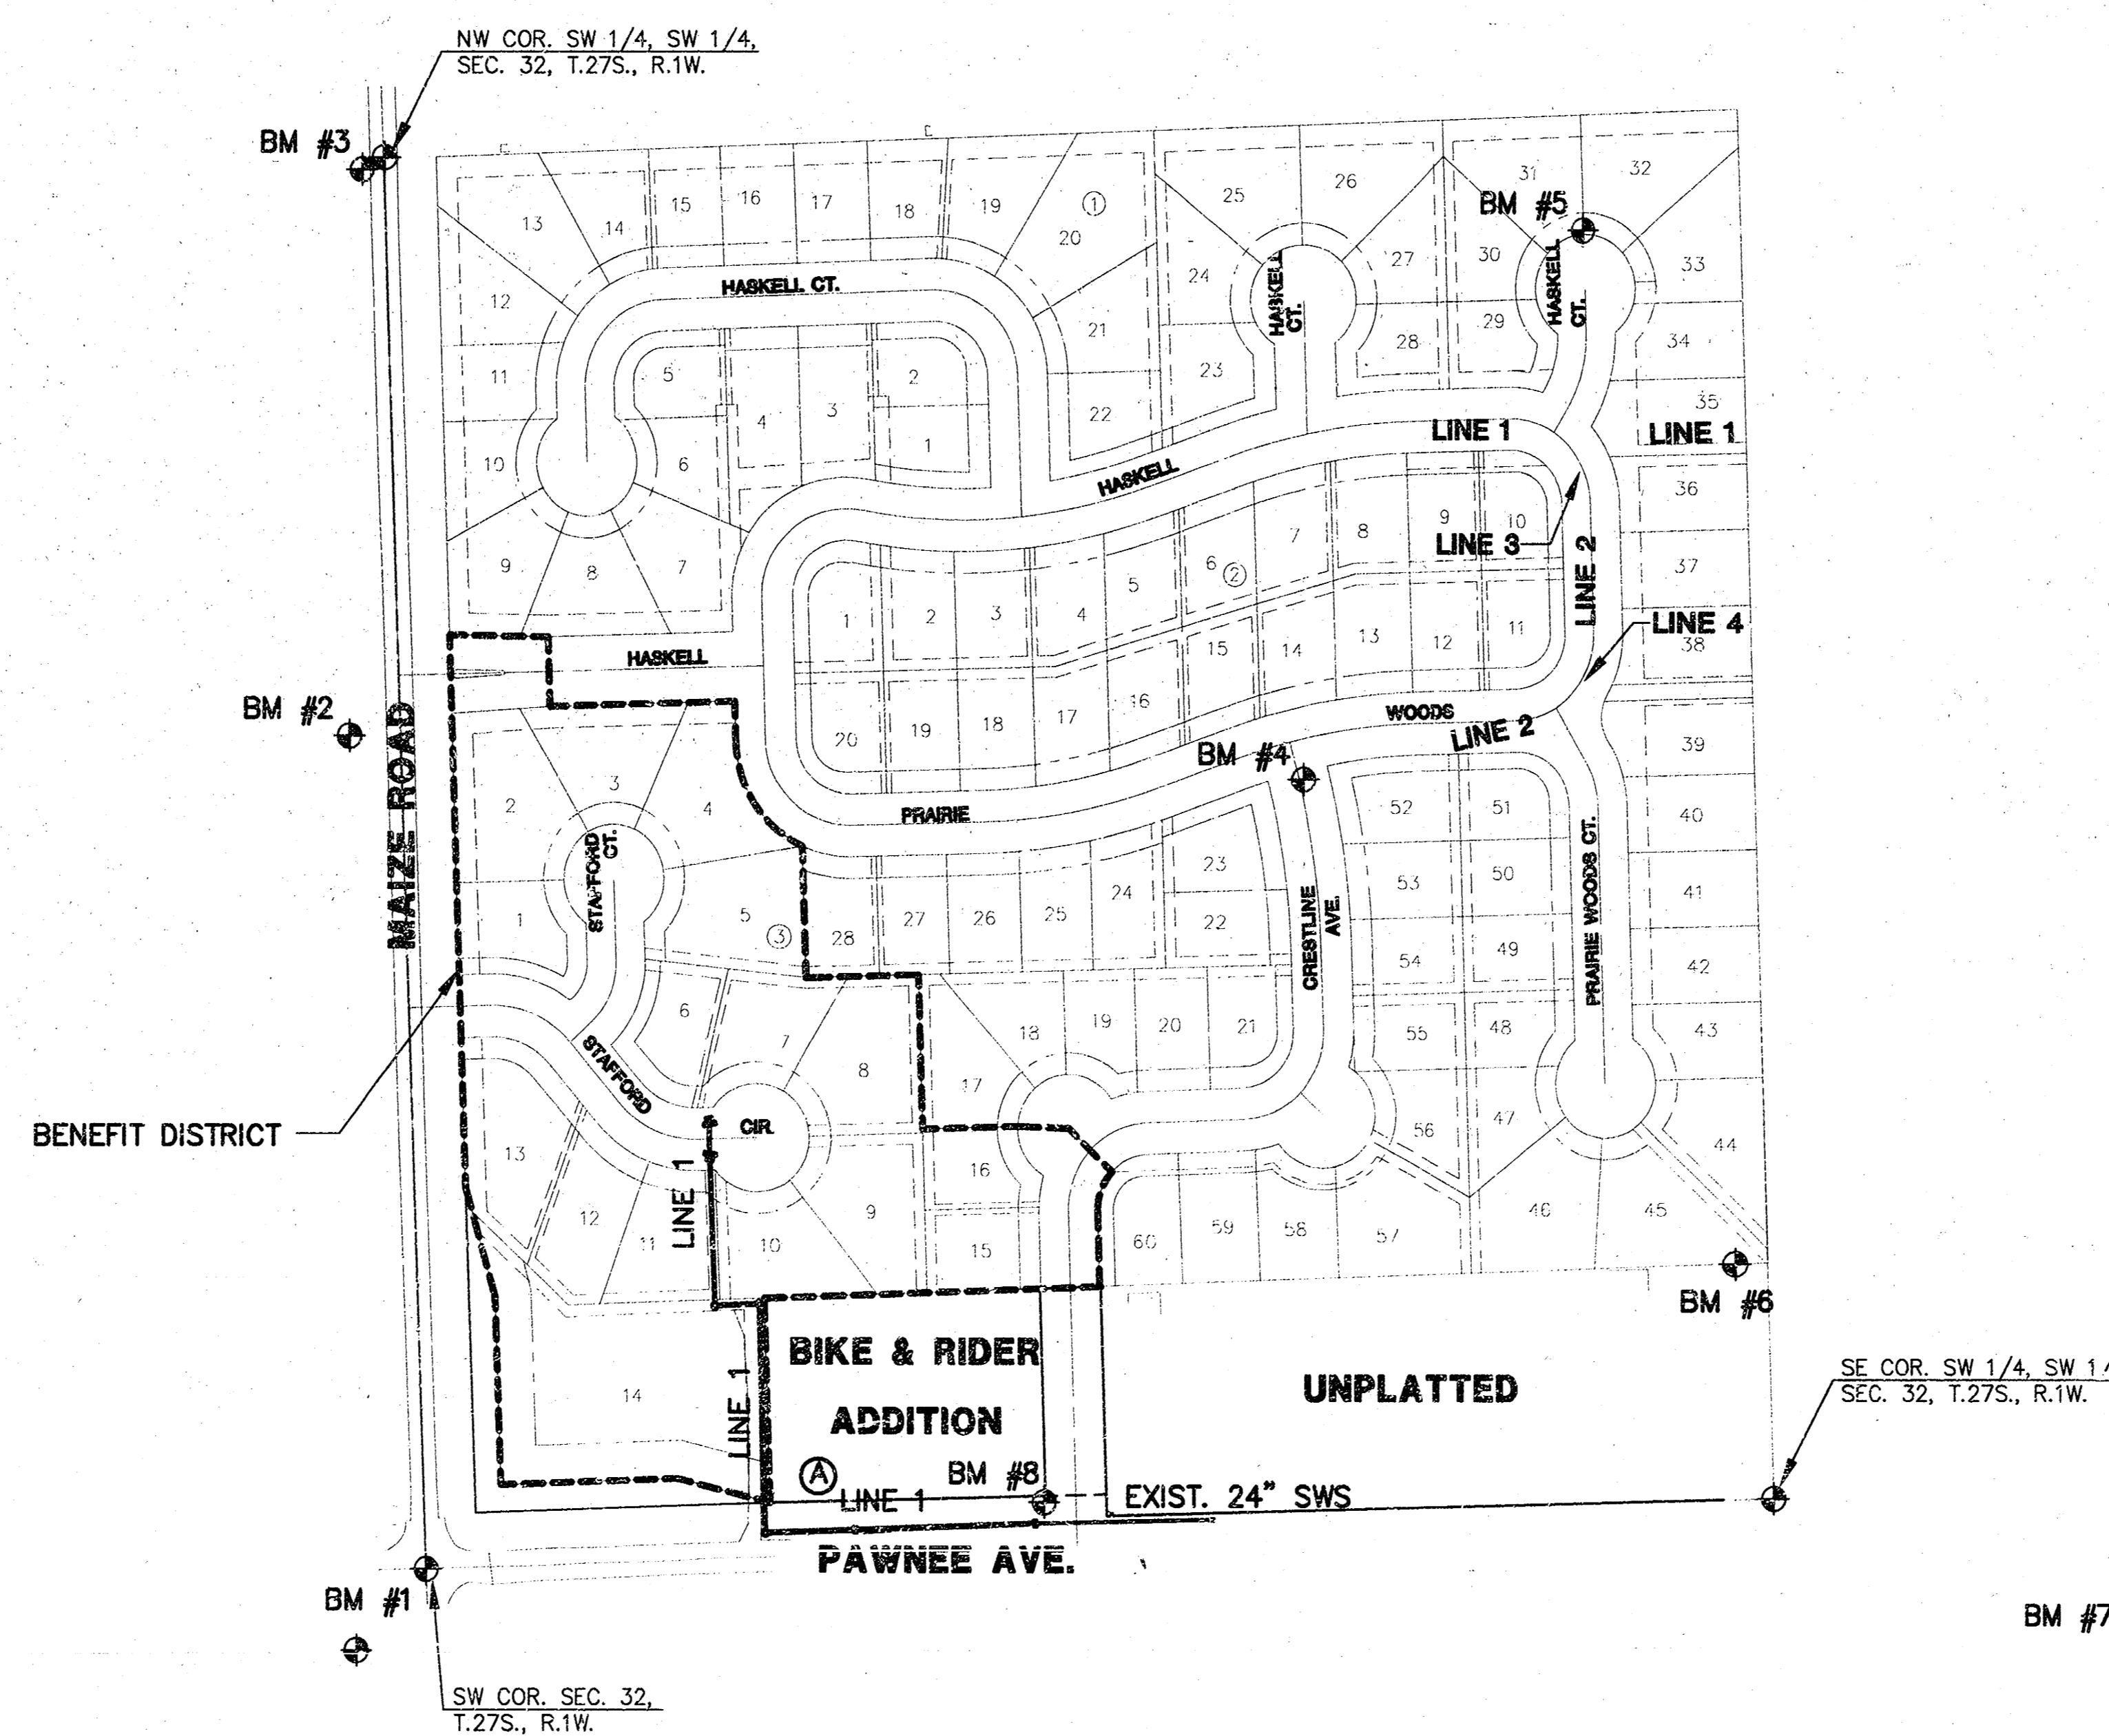 NW COR. SW 1/4, SW 1/4,
SEC. 32, T.27S., R.1W.
BM #3
13
14
15
16
17
18
19
①
20
25
26
31
32
BM #5
12
24
27
30
33
HASKELL CT.
HASKELL
CT.
HASKELL
CT.
11
5
2
21
28
29
34
4
3
23
35
22
LINE 1
LINE 1
10
6
1
HASKELL
36
9
8
7
9
8
7
10
LINE 3
6
②
5
37
LINE 2
1
2
3
4
11
LINE 4
38
HASKELL
15
14
13
12
BM #2
16
17
18
19
20
WOODS
LINE 2
39
BM #4
MAIZE ROAD
2
3
4
STAFFORD
CT.
PRAIRIE
52
51
40
23
24
53
50
41
1
5
③
28
27
26
25
22
CRESTLINE
AVE.
PRAIRIE WOODS CT.
54
49
42
6
7
8
18
19
20
21
55
48
43
17
STAFFORD
CIR.
BENEFIT DISTRICT
13
16
56
47
44
12
11
LINE 1
10
9
15
60
59
58
57
46
45
BM #6
BIKE & RIDER
ADDITION
UNPLATTED
SE COR. SW 1/4, SW 1/
SEC. 32, T.27S., R.1W.
14
LINE 1
Ⓐ
LINE 1
BM #8
EXIST. 24" SWS
PAWNEE AVE.
BM #1
BM #7
SW COR. SEC. 32,
T.27S., R.1W.